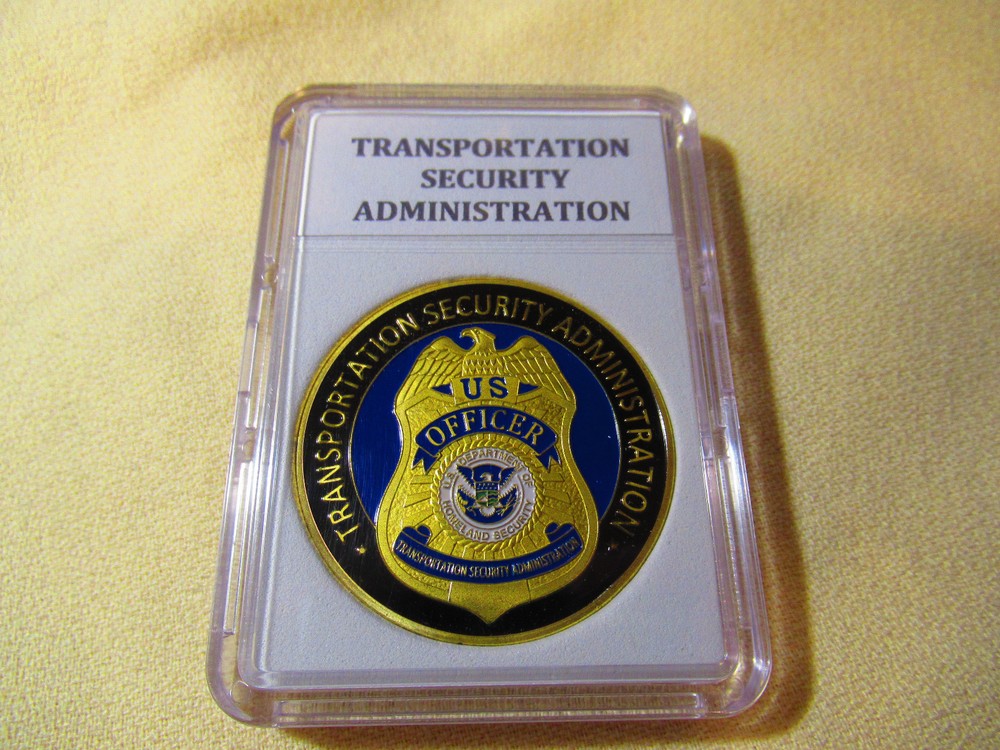 TRANSPORTATION
SECURITY
ADMINISTRATION
TRANSPORTATION SECURITY ADMINISTRATION
US
OFFICER
U.S. DEPARTMENT OF
HOMELAND SECURITY
TRANSPORTATION SECURITY ADMINISTRATION